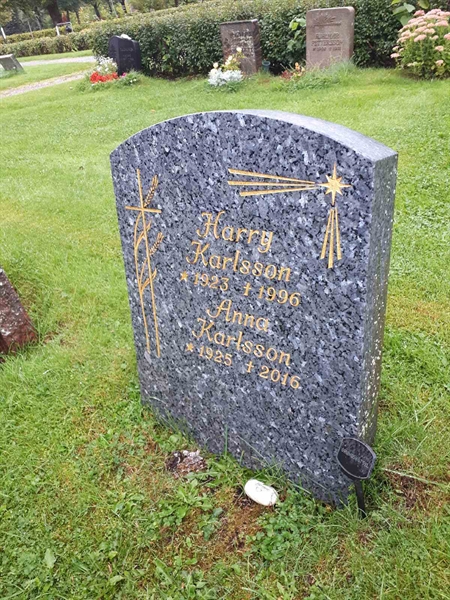 Harry
Karlsson
* 1923 † 1996
Anna
Karlsson
* 1925 † 2016